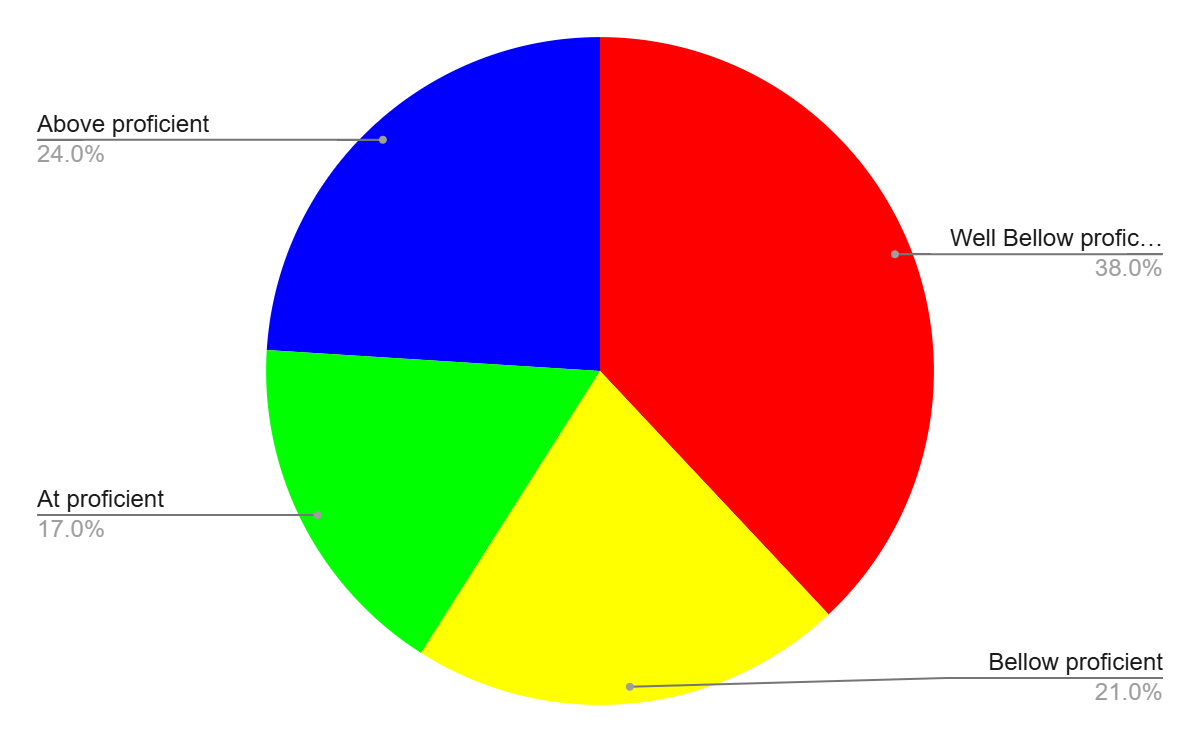 Above proficient
24.0%
Well Bellow profic…
38.0%
At proficient
17.0%
Bellow proficient
21.0%